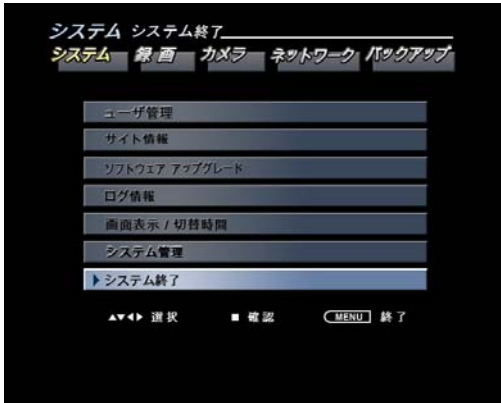 システム システム終了
システム 録画 カメラ ネットワーク バックアップ
ユーザ管理
サイト情報
ソフトウェア アップグレード
ログ情報
画面表示 / 切替時間
システム管理
▶システム終了
▲▼◀▶ 選択 ■ 確認 MENU 終了